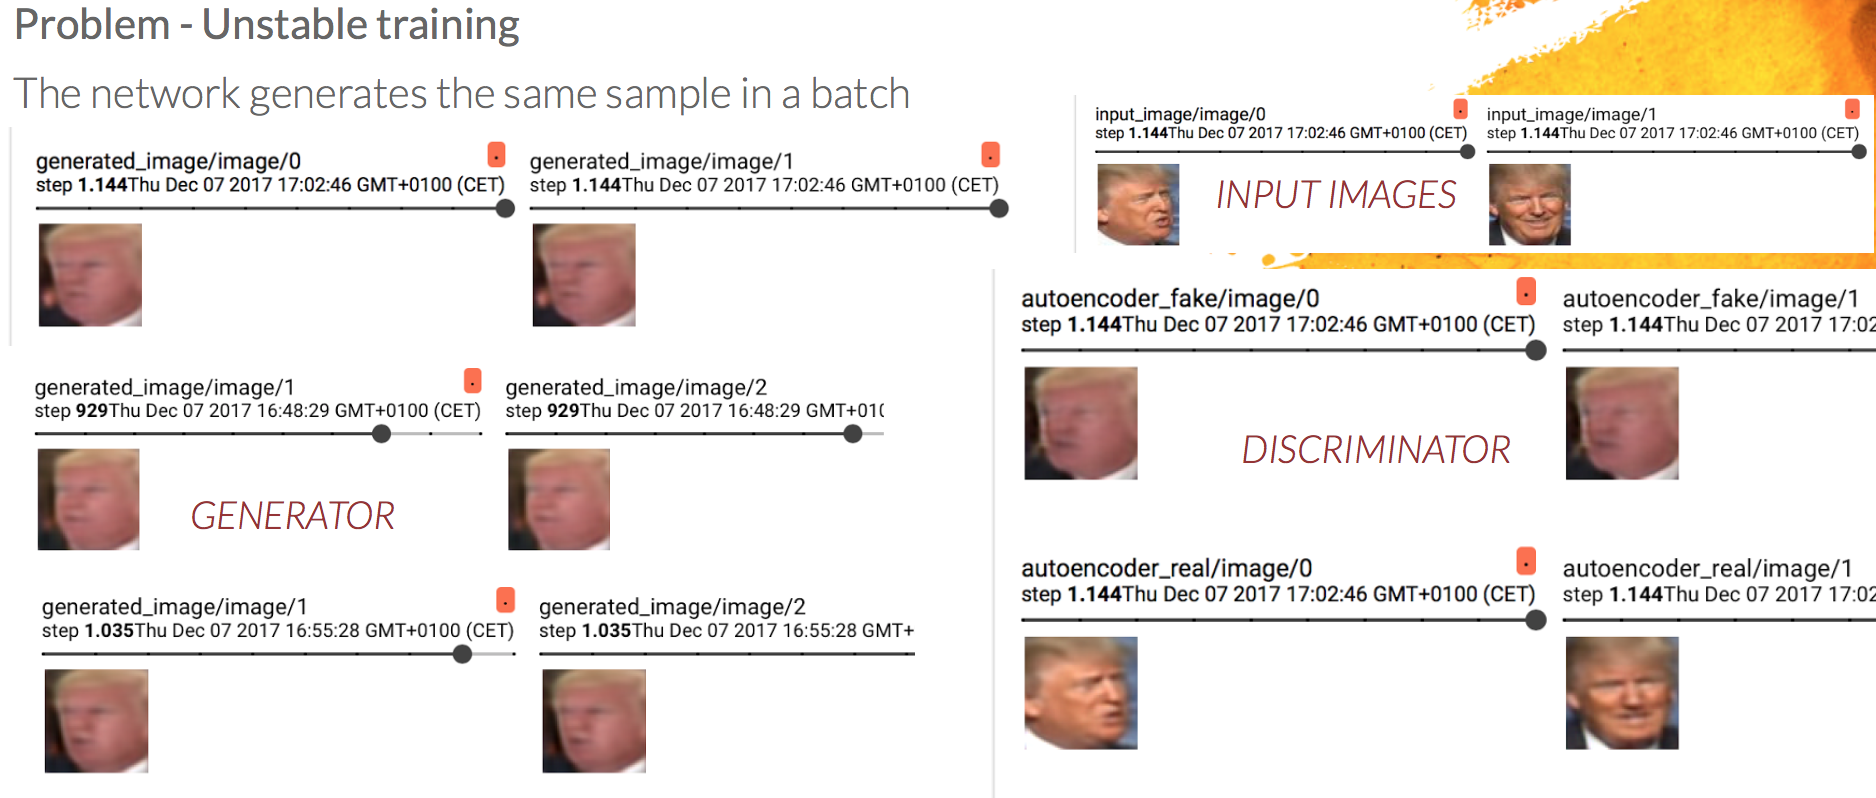 Problem - Unstable training
The network generates the same sample in a batch
generated_image/image/0
step 1.144Thu Dec 07 2017 17:02:46 GMT+0100 (CET)
generated_image/image/1
step 1.144Thu Dec 07 2017 17:02:46 GMT+0100 (CET)
generated_image/image/1
step 929Thu Dec 07 2017 16:48:29 GMT+0100 (CET)
generated_image/image/2
step 929Thu Dec 07 2017 16:48:29 GMT+010
GENERATOR
generated_image/image/1
step 1.035Thu Dec 07 2017 16:55:28 GMT+0100 (CET)
generated_image/image/2
step 1.035Thu Dec 07 2017 16:55:28 GMT+
input_image/image/0
step 1.144Thu Dec 07 2017 17:02:46 GMT+0100 (CET)
input_image/image/1
step 1.144Thu Dec 07 2017 17:02:46 GMT+0100 (CET)
INPUT IMAGES
autoencoder_fake/image/0
step 1.144Thu Dec 07 2017 17:02:46 GMT+0100 (CET)
autoencoder_fake/image/1
step 1.144Thu Dec 07 2017 17:02
DISCRIMINATOR
autoencoder_real/image/0
step 1.144Thu Dec 07 2017 17:02:46 GMT+0100 (CET)
autoencoder_real/image/1
step 1.144Thu Dec 07 2017 17:02